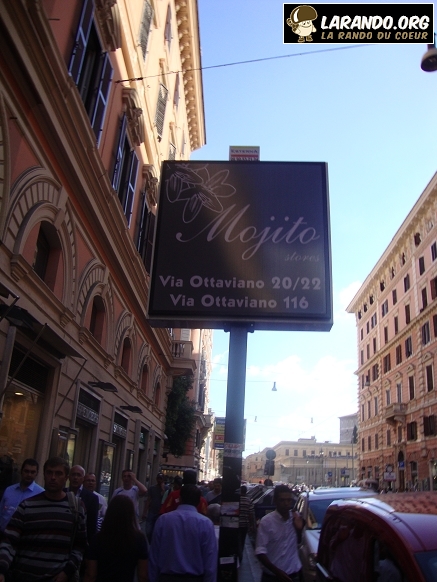 LARANDO.ORG
LA RANDO DU COEUR
Mojito
stores
Via Ottaviano 20/22
Via Ottaviano 116